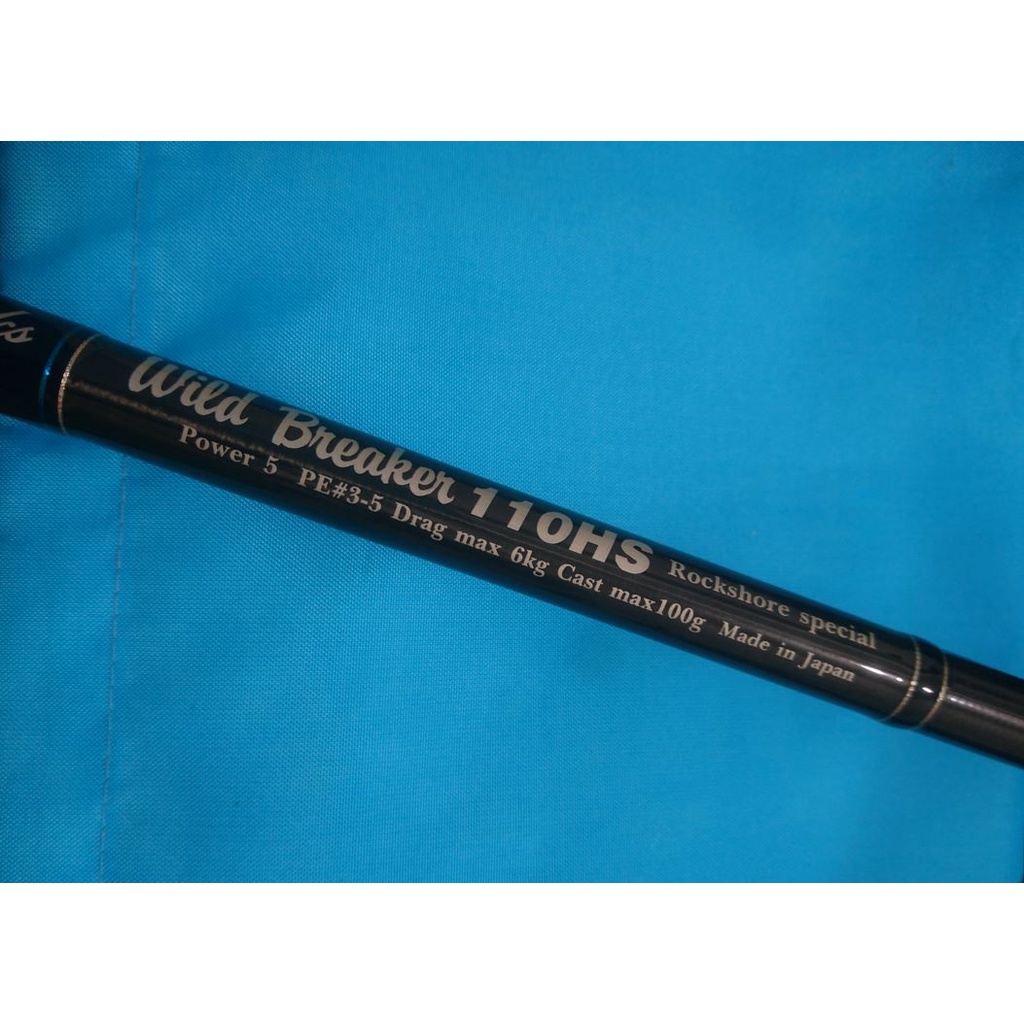 Wild Breaker 110HS Rockshore special
Power 5 PE#3-5 Drag max 6kg Cast max100g Made in Japan